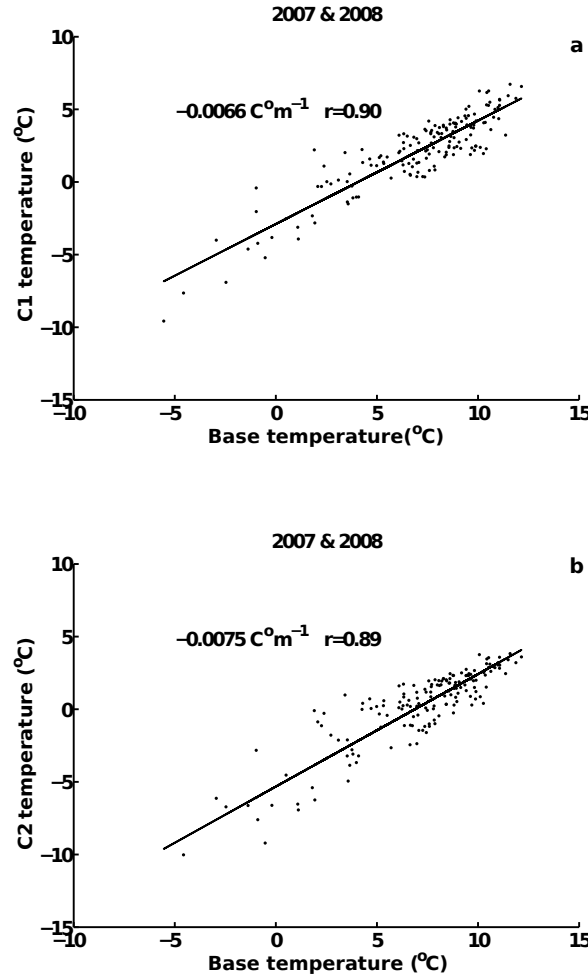 2007 & 2008
a
10
−0.0066 C°m⁻¹ r=0.90
5
0
−5
−10
−15
C1 temperature (°C)
−10 −5 0 5 10 15
Base temperature(°C)
2007 & 2008
b
10
−0.0075 C°m⁻¹ r=0.89
5
0
−5
−10
−15
C2 temperature (°C)
−10 −5 0 5 10 15
Base temperature (°C)